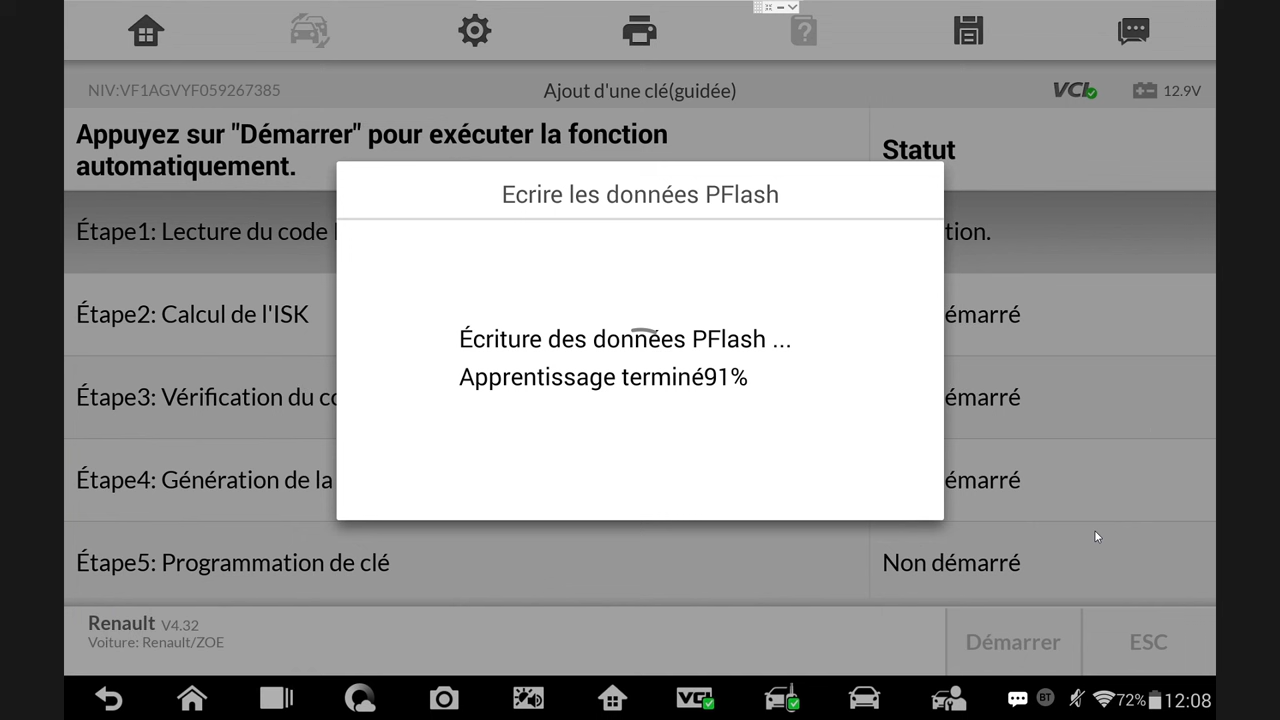 NIV:VF1AGVYF059267385
Ajout d'une clé(guidée)
VCI
12.9V
Appuyez sur "Démarrer" pour exécuter la fonction
automatiquement.
Statut
Ecrire les données PFlash
Étape1: Lecture du code
tion.
Étape2: Calcul de l'ISK
émarré
Écriture des données PFlash ...
Apprentissage terminé91%
Étape3: Vérification du co
émarré
Étape4: Génération de la
émarré
Étape5: Programmation de clé
Non démarré
Renault V4.32
Voiture: Renault/ZOE
Démarrer
ESC
VCI
BT
72%
12:08